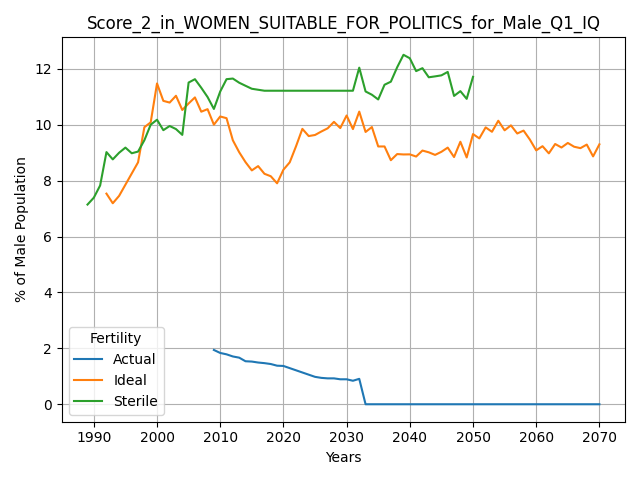 Score_2_in_WOMEN_SUITABLE_FOR_POLITICS_for_Male_Q1_IQ
% of Male Population
12
10
8
6
4
2
0
Fertility
Actual
Ideal
Sterile
1990 2000 2010 2020 2030 2040 2050 2060 2070
Years